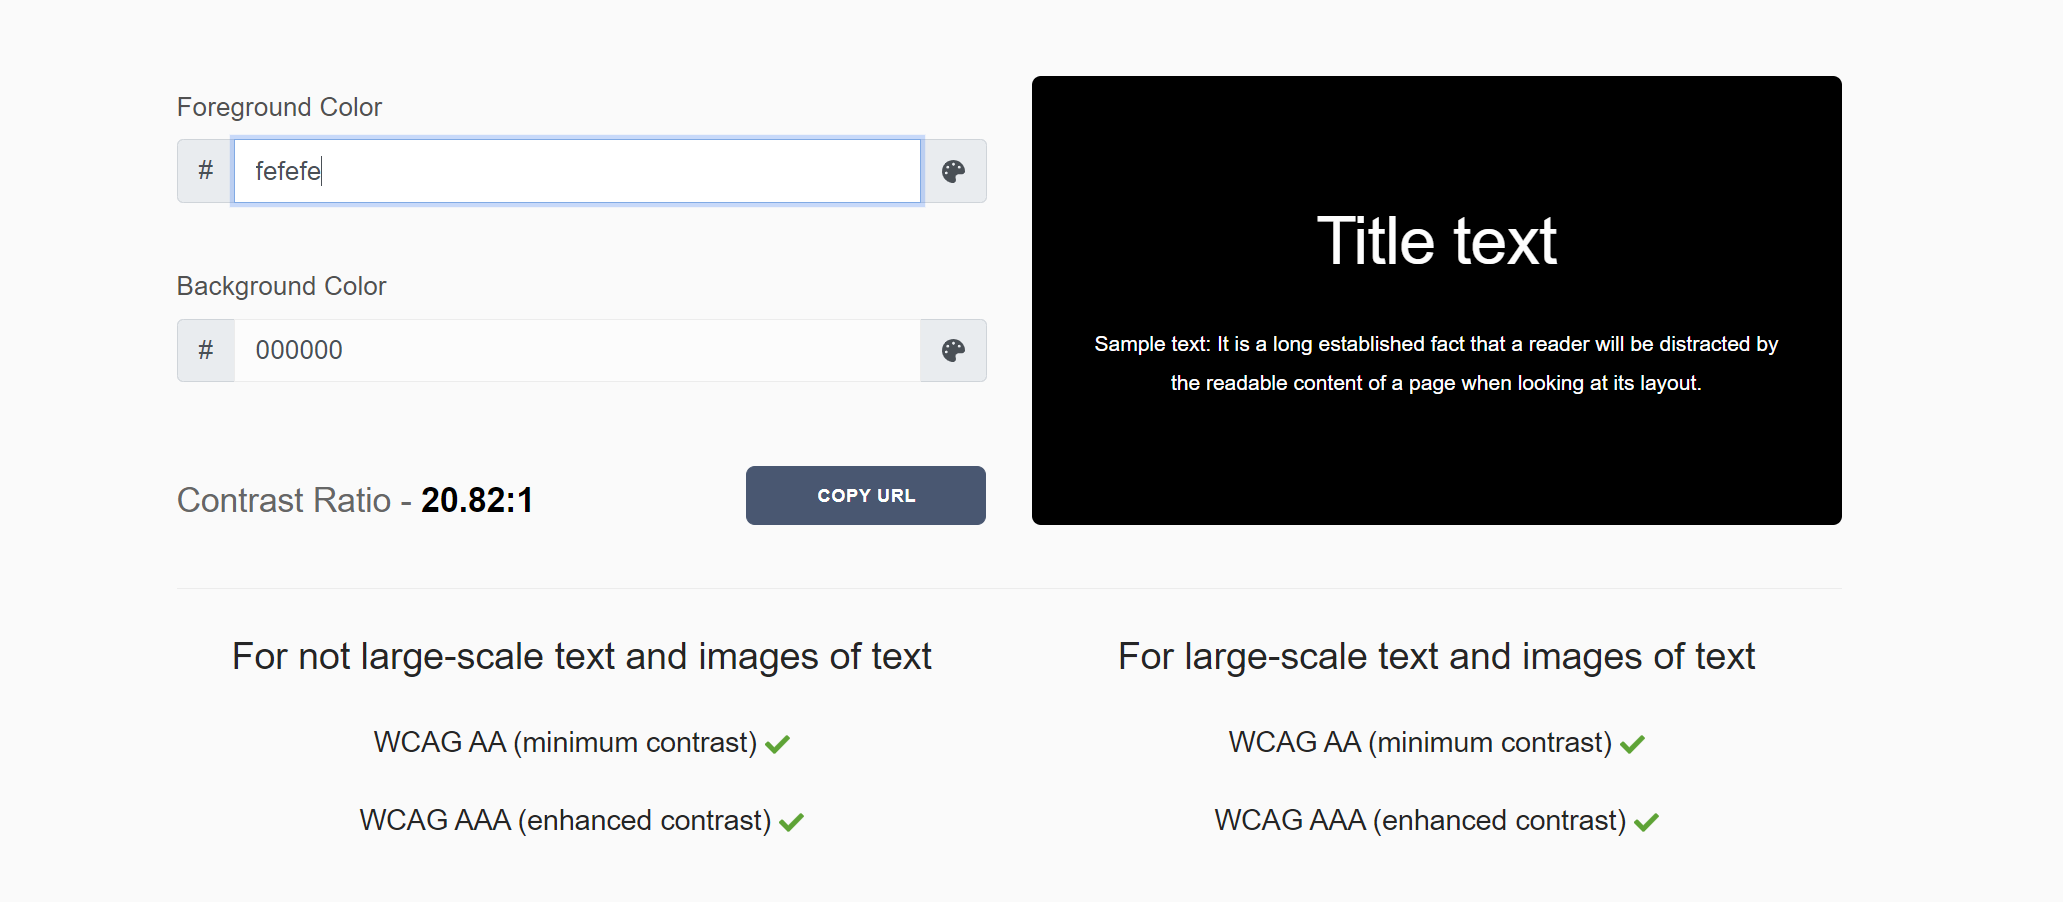 Foreground Color
# fefefe
Background Color
# 000000
Contrast Ratio - 20.82:1
COPY URL
Title text
Sample text: It is a long established fact that a reader will be distracted by
the readable content of a page when looking at its layout.
For not large-scale text and images of text
WCAG AA (minimum contrast)
WCAG AAA (enhanced contrast)
For large-scale text and images of text
WCAG AA (minimum contrast)
WCAG AAA (enhanced contrast)